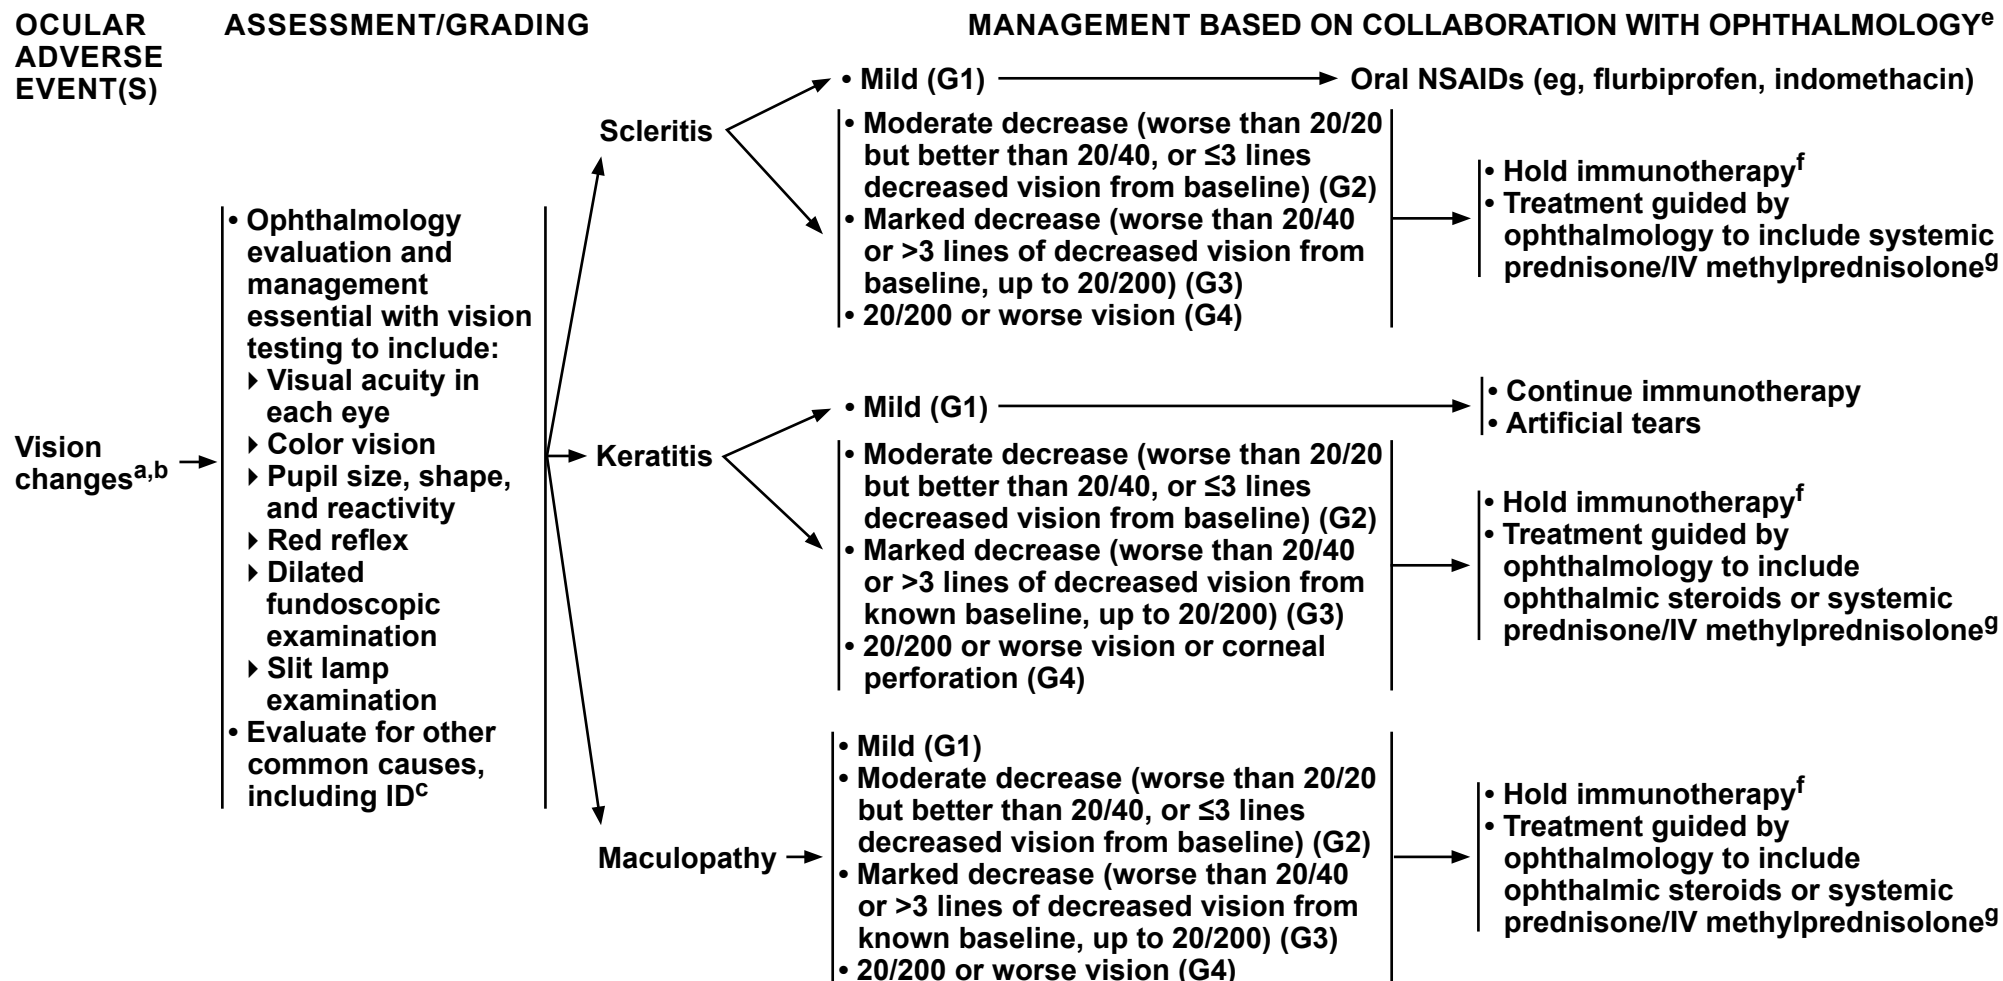 OCULAR
ADVERSE
EVENT(S)
ASSESSMENT/GRADING
MANAGEMENT BASED ON COLLABORATION WITH OPHTHALMOLOGYe
Vision
changesa,b
• Ophthalmology
evaluation and
management
essential with vision
testing to include:
▸ Visual acuity in
each eye
▸ Color vision
▸ Pupil size, shape,
and reactivity
▸ Red reflex
▸ Dilated
fundoscopic
examination
▸ Slit lamp
examination
• Evaluate for other
common causes,
including IDc
Scleritis
• Mild (G1)
Oral NSAIDs (eg, flurbiprofen, indomethacin)
• Moderate decrease (worse than 20/20
but better than 20/40, or ≤3 lines
decreased vision from baseline) (G2)
• Marked decrease (worse than 20/40
or >3 lines of decreased vision from
baseline, up to 20/200) (G3)
• 20/200 or worse vision (G4)
• Hold immunotherapyf
• Treatment guided by
ophthalmology to include systemic
prednisone/IV methylprednisoloneg
Keratitis
• Mild (G1)
• Continue immunotherapy
• Artificial tears
• Moderate decrease (worse than 20/20
but better than 20/40, or ≤3 lines
decreased vision from baseline) (G2)
• Marked decrease (worse than 20/40
or >3 lines of decreased vision from
known baseline, up to 20/200) (G3)
• 20/200 or worse vision or corneal
perforation (G4)
• Hold immunotherapyf
• Treatment guided by
ophthalmology to include
ophthalmic steroids or systemic
prednisone/IV methylprednisoloneg
Maculopathy
• Mild (G1)
• Moderate decrease (worse than 20/20
but better than 20/40, or ≤3 lines
decreased vision from baseline) (G2)
• Marked decrease (worse than 20/40
or >3 lines of decreased vision from
known baseline, up to 20/200) (G3)
• 20/200 or worse vision (G4)
• Hold immunotherapyf
• Treatment guided by
ophthalmology to include
ophthalmic steroids or systemic
prednisone/IV methylprednisoloneg